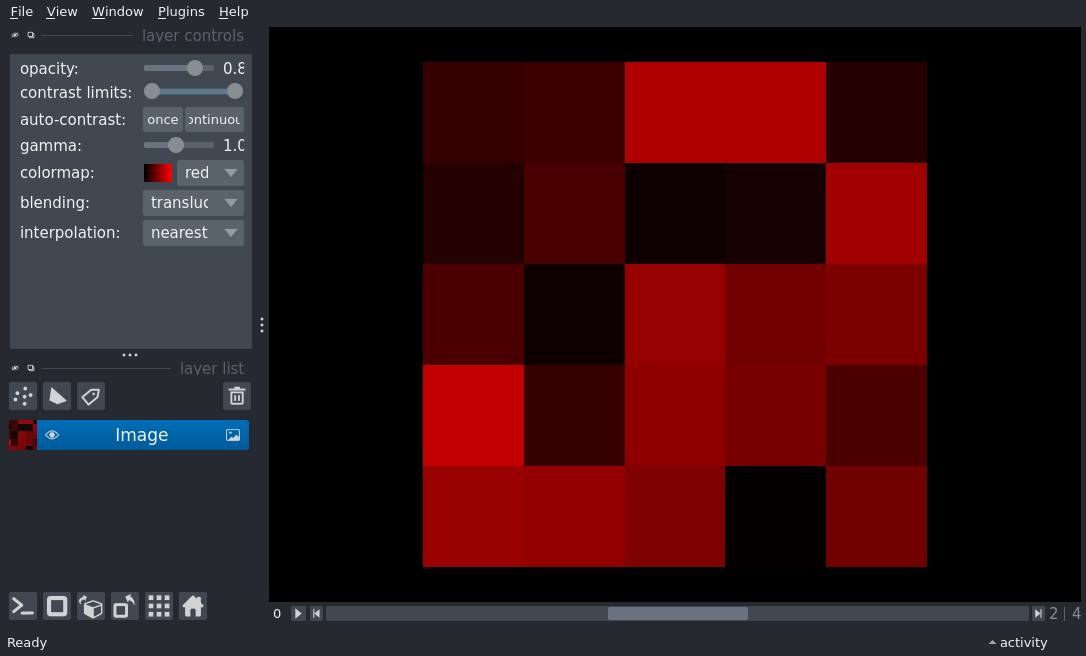 File View Window Plugins Help
layer controls
opacity: 0.8
contrast limits:
auto-contrast: once ontinuou
gamma: 1.0
colormap: red
blending: transluc
interpolation: nearest
layer list
Image
0 2 | 4
Ready activity